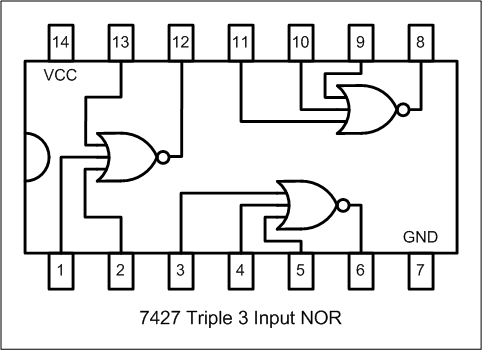 14 13 12 11 10 9 8
VCC
GND
1 2 3 4 5 6 7
7427 Triple 3 Input NOR